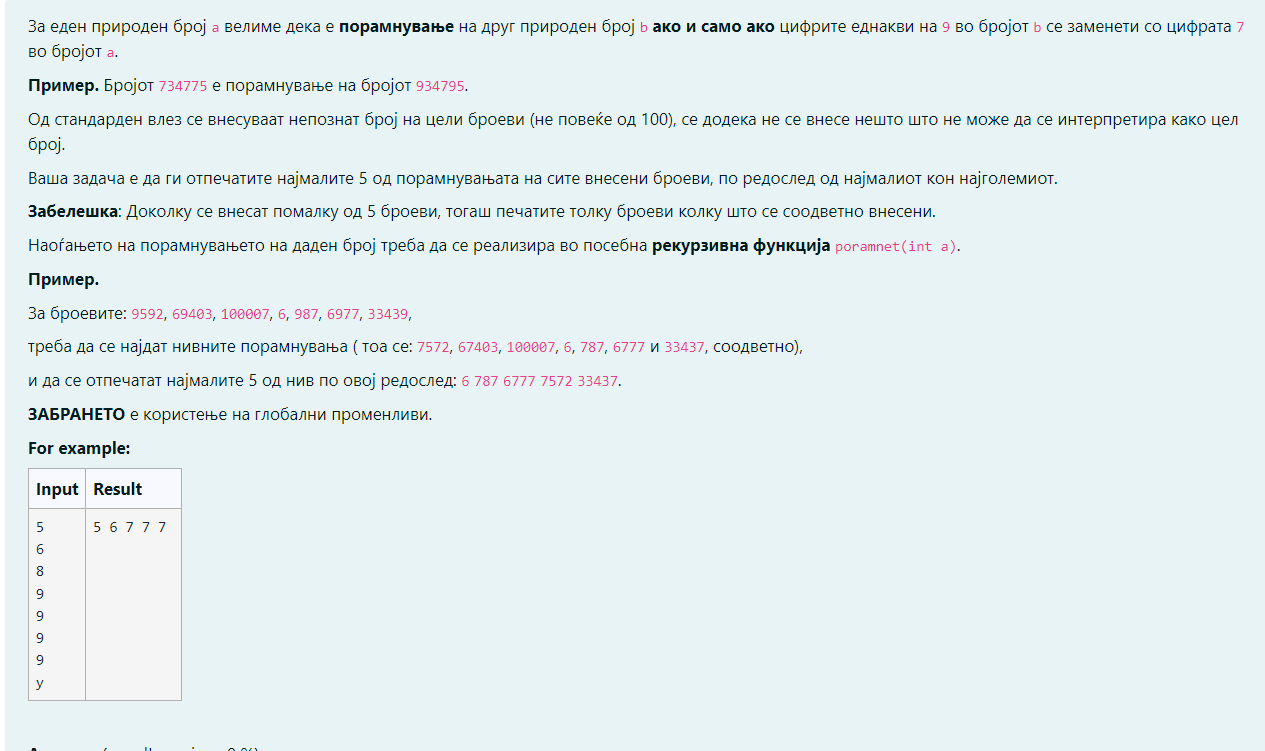 За еден природен број a велиме дека е порамнување на друг природен број b ако и само ако цифрите еднакви на 9 во бројот b се заменети со цифрата 7
во бројот a.
Пример. Бројот 734775 е порамнување на бројот 934795.
Од стандарден влез се внесуваат непознат број на цели броеви (не повеќе од 100), се додека не се внесе нешто што не може да се интерпретира како цел
број.
Ваша задача е да ги отпечатите најмалите 5 од порамнувањата на сите внесени броеви, по редослед од најмалиот кон најголемиот.
Забелешка: Доколку се внесат помалку од 5 броеви, тогаш печатите толку броеви колку што се соодветно внесени.
Наоѓањето на порамнувањето на даден број треба да се реализира во посебна рекурзивна функција poramnet(int a).
Пример.
За броевите: 9592, 69403, 100007, 6, 987, 6977, 33439,
треба да се најдат нивните порамнувања ( тоа се: 7572, 67403, 100007, 6, 787, 6777 и 33437, соодветно),
и да се отпечатат најмалите 5 од нив по овој редослед: 6 787 6777 7572 33437.
ЗАБРАНЕТО е користење на глобални променливи.
For example:
Input Result
5 5 6 7 7 7
6
8
9
9
9
9
y